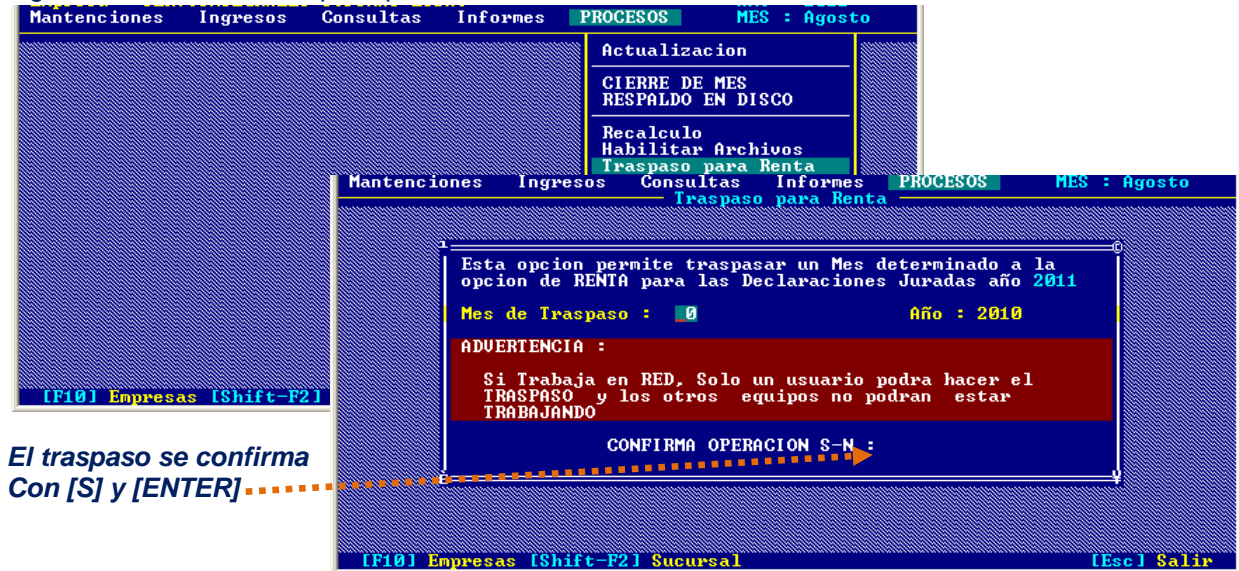 Mantenciones Ingresos Consultas Informes PROCESOS MES : Agosto
Actualizacion
CIERRE DE MES
RESPALDO EN DISCO
Recalculo
Habilitar Archivos
Traspaso para Renta
[F10] Empresas [Shift-F2]
Mantenciones Ingresos Consultas Informes PROCESOS MES : Agosto
Traspaso para Renta
Esta opcion permite traspasar un Mes determinado a la
opcion de RENTA para las Declaraciones Juradas año 2011
Mes de Traspaso : 0 Año : 2010
ADVERTENCIA :
Si Trabaja en RED, Solo un usuario podra hacer el
TRASPASO y los otros equipos no podran estar
TRABAJANDO
CONFIRMA OPERACION S-N :
[F10] Empresas [Shift-F2] Sucursal [Esc] Salir
El traspaso se confirma
Con [S] y [ENTER]